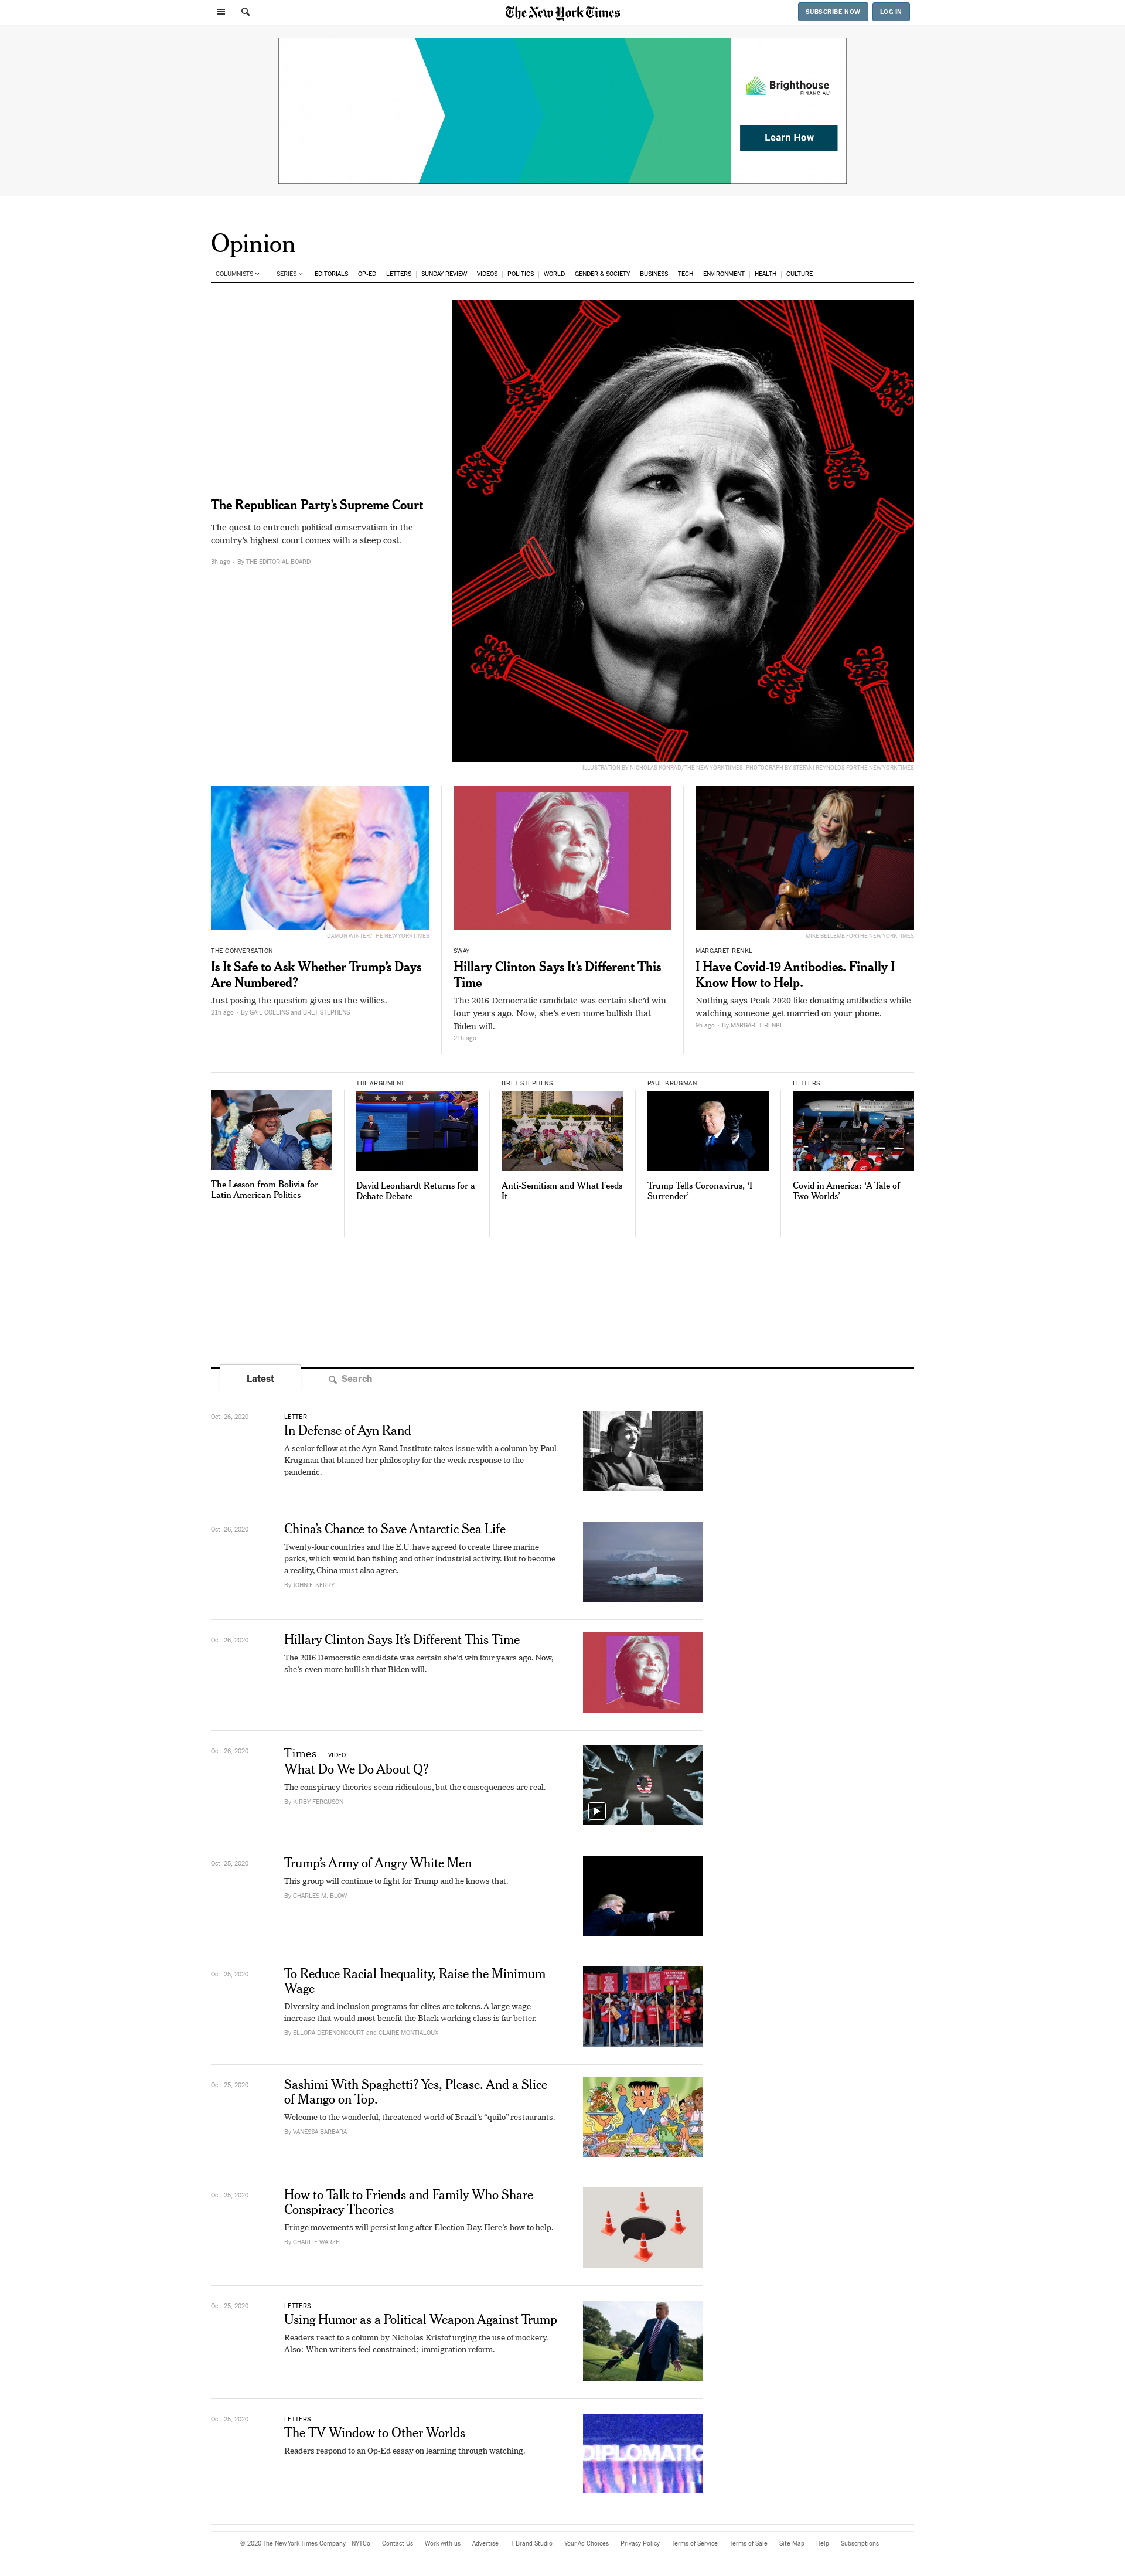 The New York Times
SUBSCRIBE NOW
LOG IN
Brighthouse
FINANCIAL
Learn How
Opinion
COLUMNISTS | SERIES EDITORIALS | OP-ED | LETTERS | SUNDAY REVIEW | VIDEOS | POLITICS | WORLD | GENDER & SOCIETY | BUSINESS | TECH | ENVIRONMENT | HEALTH | CULTURE
The Republican Party's Supreme Court
The quest to entrench political conservatism in the
country's highest court comes with a steep cost.
3h ago - By THE EDITORIAL BOARD
ILLUSTRATION BY NICHOLAS KONRAD/THE NEW YORK TIMES; PHOTOGRAPH BY STEFANI REYNOLDS FOR THE NEW YORK TIMES
DAMON WINTER/THE NEW YORK TIMES
THE CONVERSATION
Is It Safe to Ask Whether Trump's Days
Are Numbered?
Just posing the question gives us the willies.
21h ago - By GAIL COLLINS and BRET STEPHENS
SWAY
Hillary Clinton Says It's Different This
Time
The 2016 Democratic candidate was certain she'd win
four years ago. Now, she's even more bullish that
Biden will.
21h ago
MIKE BELLEME FOR THE NEW YORK TIMES
MARGARET RENKL
I Have Covid-19 Antibodies. Finally I
Know How to Help.
Nothing says Peak 2020 like donating antibodies while
watching someone get married on your phone.
9h ago - By MARGARET RENKL
The Lesson from Bolivia for
Latin American Politics
THE ARGUMENT
David Leonhardt Returns for a
Debate Debate
BRET STEPHENS
Anti-Semitism and What Feeds
It
PAUL KRUGMAN
Trump Tells Coronavirus, 'I
Surrender'
LETTERS
Covid in America: 'A Tale of
Two Worlds'
Latest
Search
Oct. 26, 2020
LETTER
In Defense of Ayn Rand
A senior fellow at the Ayn Rand Institute takes issue with a column by Paul
Krugman that blamed her philosophy for the weak response to the
pandemic.
Oct. 26, 2020
China's Chance to Save Antarctic Sea Life
Twenty-four countries and the E.U. have agreed to create three marine
parks, which would ban fishing and other industrial activity. But to become
a reality, China must also agree.
By JOHN F. KERRY
Oct. 26, 2020
Hillary Clinton Says It's Different This Time
The 2016 Democratic candidate was certain she'd win four years ago. Now,
she's even more bullish that Biden will.
Oct. 26, 2020
Times | VIDEO
What Do We Do About Q?
The conspiracy theories seem ridiculous, but the consequences are real.
By KIRBY FERGUSON
Oct. 25, 2020
Trump's Army of Angry White Men
This group will continue to fight for Trump and he knows that.
By CHARLES M. BLOW
Oct. 25, 2020
To Reduce Racial Inequality, Raise the Minimum
Wage
Diversity and inclusion programs for elites are tokens. A large wage
increase that would most benefit the Black working class is far better.
By ELLORA DERENONCOURT and CLAIRE MONTIALOUX
Oct. 25, 2020
Sashimi With Spaghetti? Yes, Please. And a Slice
of Mango on Top.
Welcome to the wonderful, threatened world of Brazil's "quilo" restaurants.
By VANESSA BARBARA
Oct. 25, 2020
How to Talk to Friends and Family Who Share
Conspiracy Theories
Fringe movements will persist long after Election Day. Here's how to help.
By CHARLIE WARZEL
Oct. 25, 2020
LETTERS
Using Humor as a Political Weapon Against Trump
Readers react to a column by Nicholas Kristof urging the use of mockery.
Also: When writers feel constrained; immigration reform.
Oct. 25, 2020
LETTERS
The TV Window to Other Worlds
Readers respond to an Op-Ed essay on learning through watching.
DIPLOMATIC
© 2020 The New York Times Company NYTCo Contact Us Work with us Advertise T Brand Studio Your Ad Choices Privacy Policy Terms of Service Terms of Sale Site Map Help Subscriptions